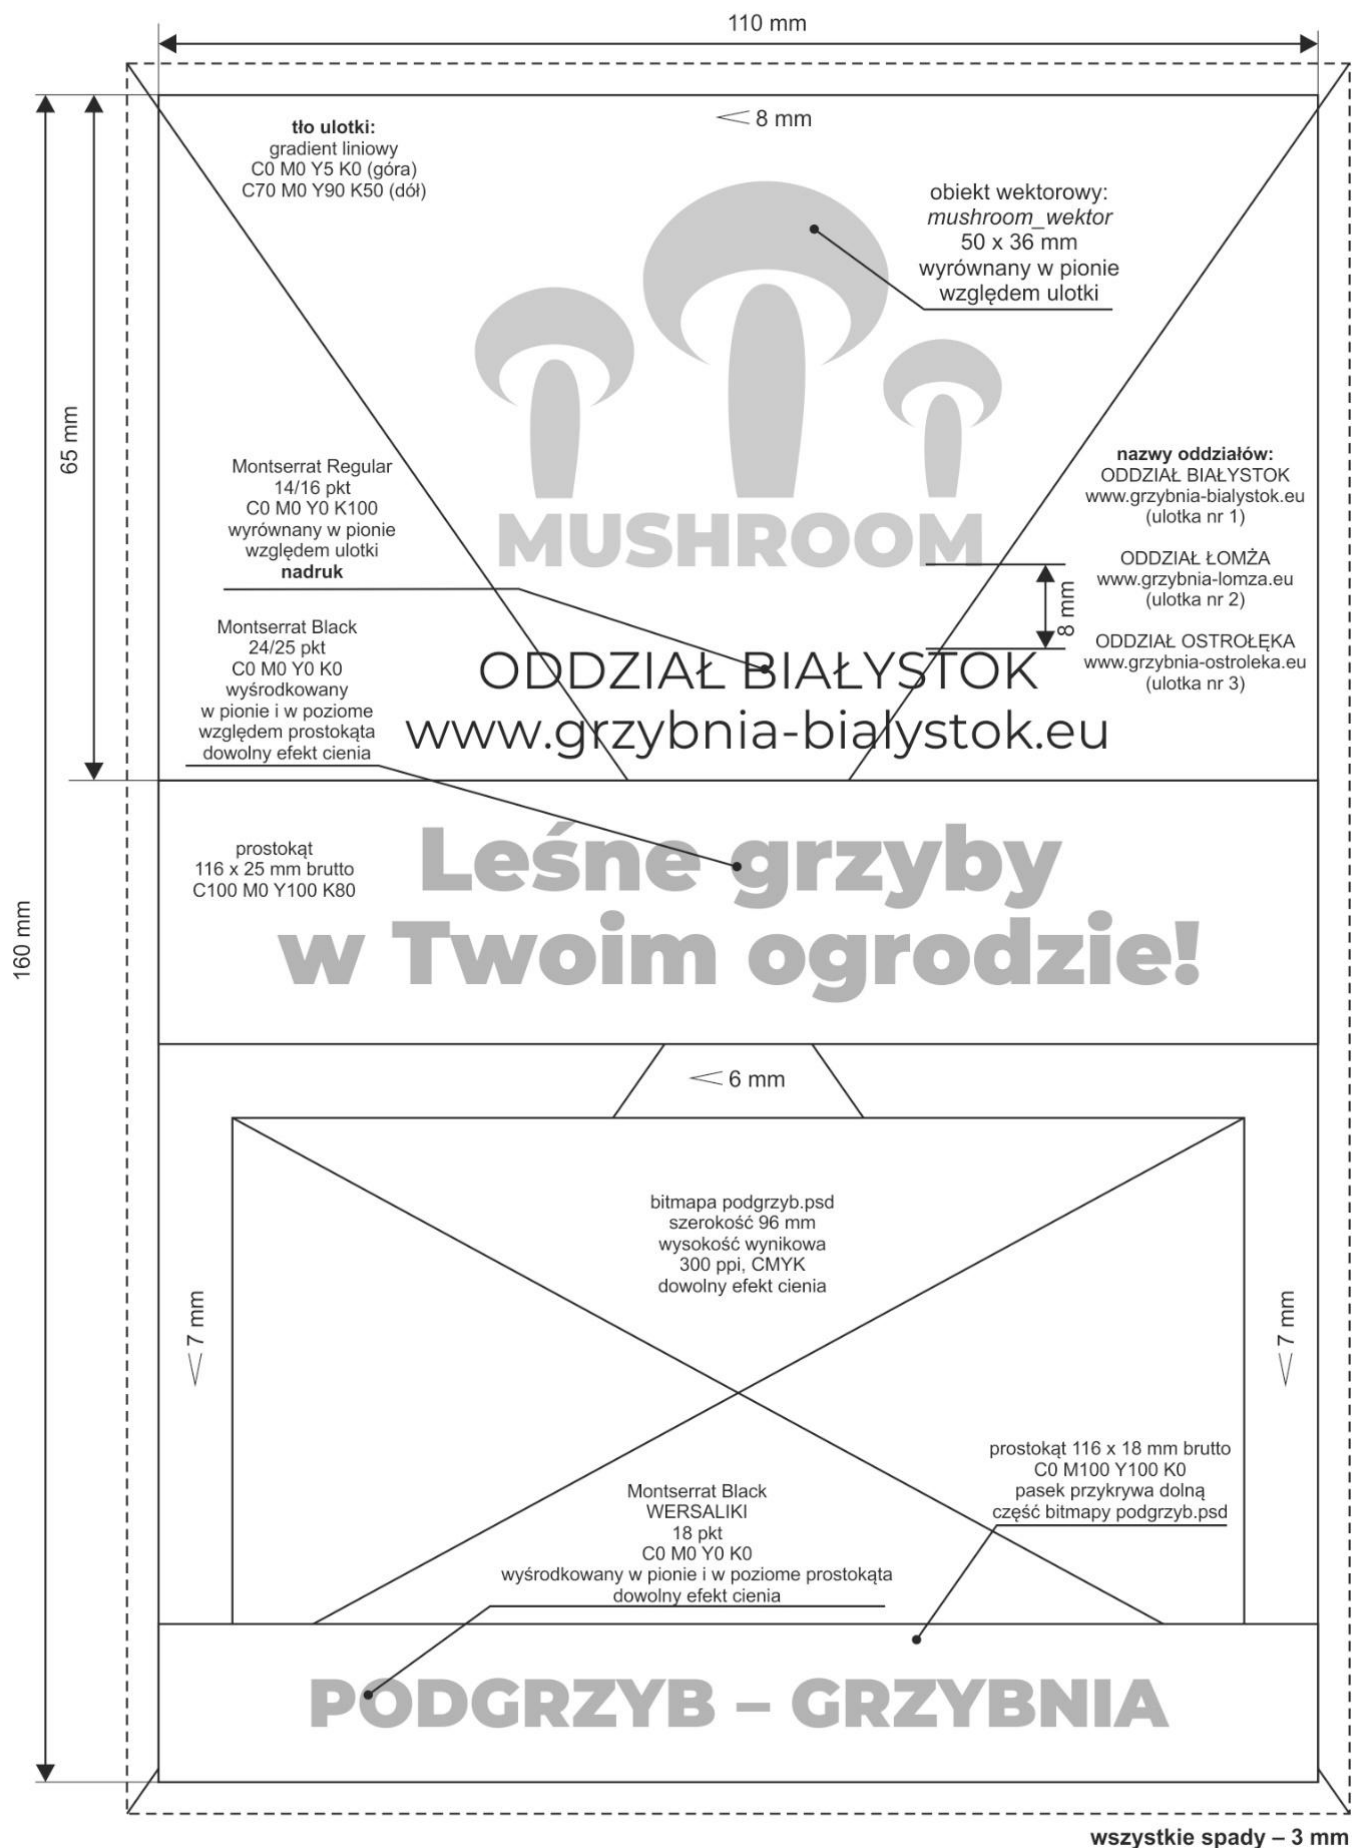 110 mm
< 8 mm
tło ulotki:
gradient liniowy
C0 M0 Y5 K0 (góra)
C70 M0 Y90 K50 (dół)
obiekt wektorowy:
mushroom_wektor
50 x 36 mm
wyrównany w pionie
względem ulotki
65 mm
Montserrat Regular
14/16 pkt
C0 M0 Y0 K100
wyrównany w pionie
względem ulotki
nadruk
MUSHROOM
nazwy oddziałów:
ODDZIAŁ BIAŁYSTOK
www.grzybnia-bialystok.eu
(ulotka nr 1)
ODDZIAŁ ŁOMŻA
www.grzybnia-lomza.eu
(ulotka nr 2)
ODDZIAŁ OSTROŁĘKA
www.grzybnia-ostroleka.eu
(ulotka nr 3)
8 mm
Montserrat Black
24/25 pkt
C0 M0 Y0 K0
wyśrodkowany
w pionie i w poziome
względem prostokąta
dowolny efekt cienia
ODDZIAŁ BIAŁYSTOK
www.grzybnia-bialystok.eu
160 mm
prostokąt
116 x 25 mm brutto
C100 M0 Y100 K80
Leśne grzyby
w Twoim ogrodzie!
< 6 mm
bitmapa podgrzyb.psd
szerokość 96 mm
wysokość wynikowa
300 ppi, CMYK
dowolny efekt cienia
< 7 mm
< 7 mm
prostokąt 116 x 18 mm brutto
C0 M100 Y100 K0
pasek przykrywa dolną
część bitmapy podgrzyb.psd
Montserrat Black
WERSALIKI
18 pkt
C0 M0 Y0 K0
wyśrodkowany w pionie i w poziome prostokąta
dowolny efekt cienia
PODGRZYB – GRZYBNIA
wszystkie spady – 3 mm